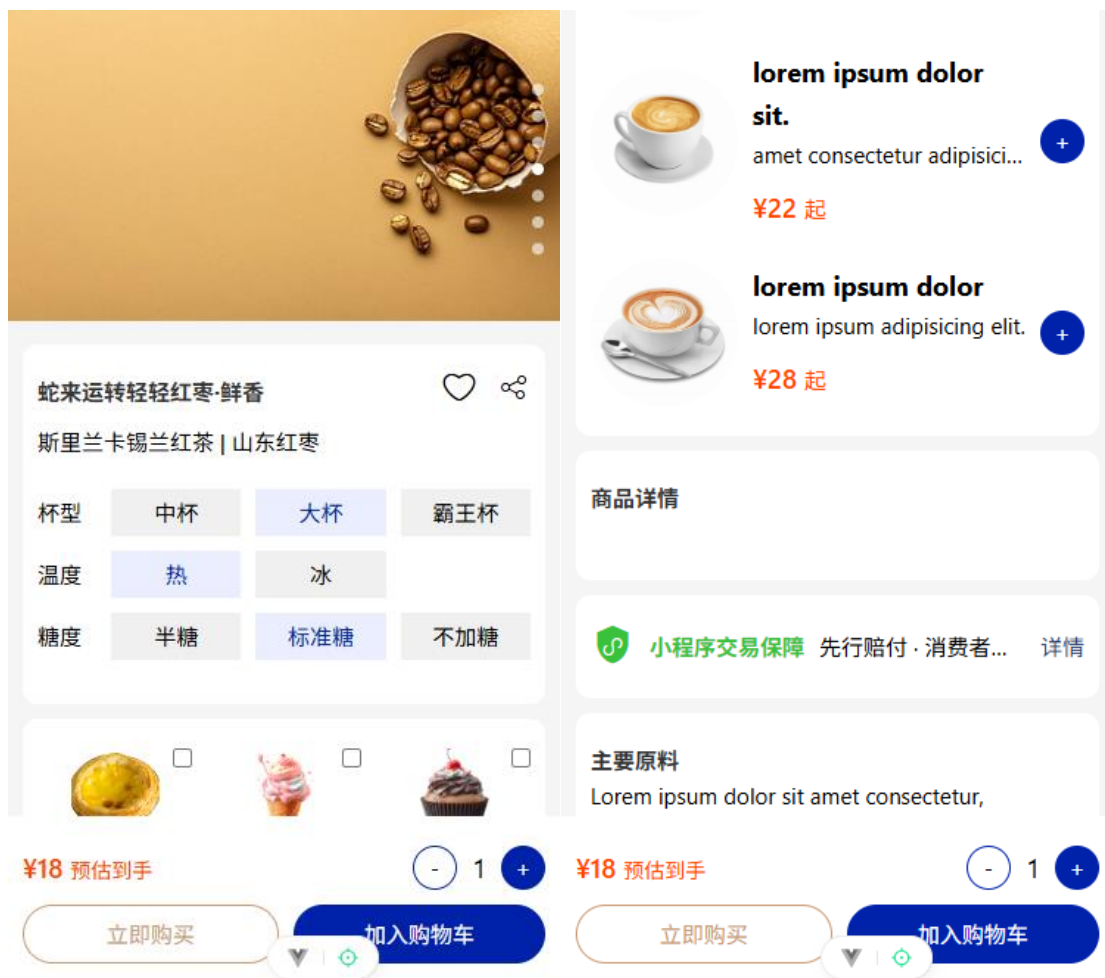 蛇来运转轻轻红枣·鲜香
斯里兰卡锡兰红茶 | 山东红枣
杯型 中杯 大杯 霸王杯
温度 热 冰
糖度 半糖 标准糖 不加糖
¥18 预估到手 - 1 +
立即购买 加入购物车
lorem ipsum dolor
sit.
amet consectetur adipisici...
+
¥22 起
lorem ipsum dolor
lorem ipsum adipisicing elit.
+
¥28 起
商品详情
小程序交易保障 先行赔付 · 消费者... 详情
主要原料
Lorem ipsum dolor sit amet consectetur,
¥18 预估到手 - 1 +
立即购买 加入购物车